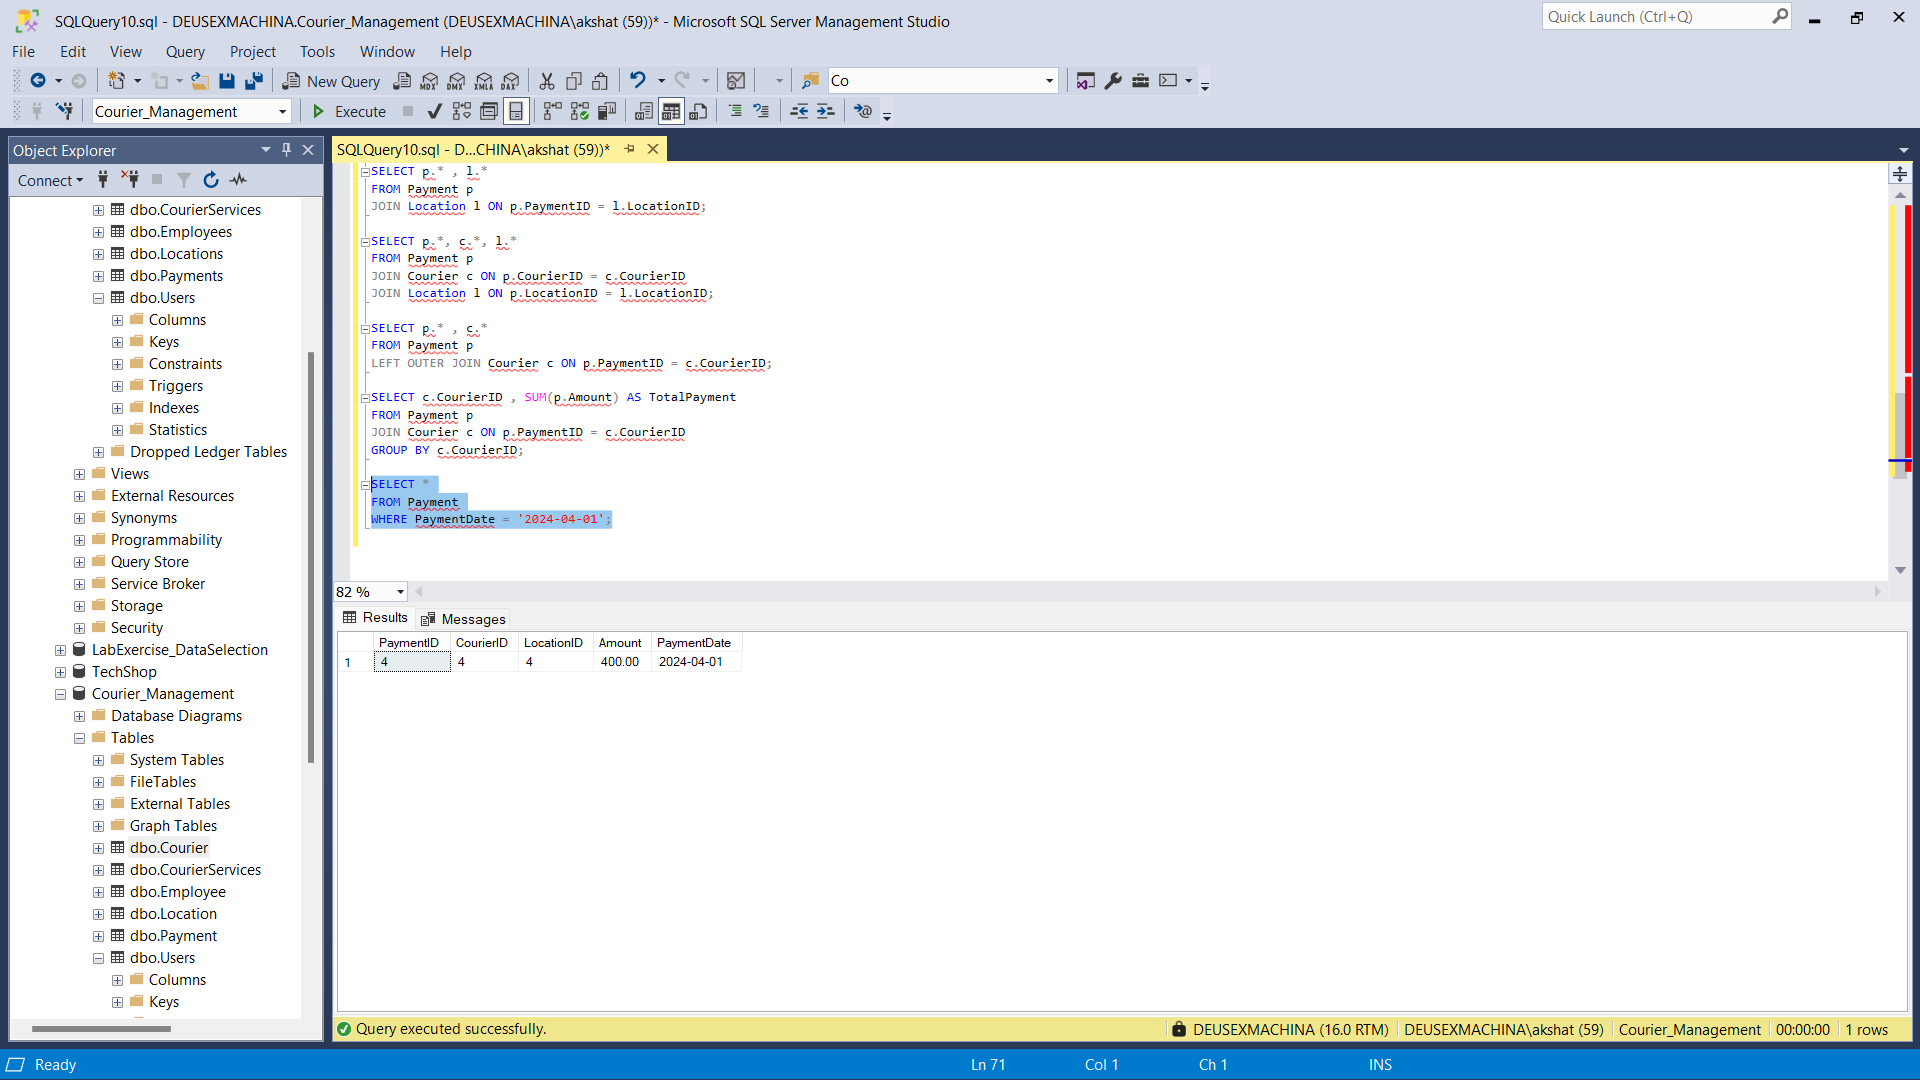 SQLQuery10.sql - DEUSEXMACHINA.Courier_Management (DEUSEXMACHINA\akshat (59))* - Microsoft SQL Server Management Studio
Quick Launch (Ctrl+Q)
File Edit View Query Project Tools Window Help
New Query
MDX DMX XMLA DAX
Co
Courier_Management
Execute
Object Explorer
Connect
dbo.CourierServices
dbo.Employees
dbo.Locations
dbo.Payments
dbo.Users
Columns
Keys
Constraints
Triggers
Indexes
Statistics
Dropped Ledger Tables
Views
External Resources
Synonyms
Programmability
Query Store
Service Broker
Storage
Security
LabExercise_DataSelection
TechShop
Courier_Management
Database Diagrams
Tables
System Tables
FileTables
External Tables
Graph Tables
dbo.Courier
dbo.CourierServices
dbo.Employee
dbo.Location
dbo.Payment
dbo.Users
Columns
Keys
SQLQuery10.sql - D...CHINA\akshat (59))*
SELECT p.* , l.*
FROM Payment p
JOIN Location l ON p.PaymentID = l.LocationID;
SELECT p.*, c.*, l.*
FROM Payment p
JOIN Courier c ON p.CourierID = c.CourierID
JOIN Location l ON p.LocationID = l.LocationID;
SELECT p.* , c.*
FROM Payment p
LEFT OUTER JOIN Courier c ON p.PaymentID = c.CourierID;
SELECT c.CourierID , SUM(p.Amount) AS TotalPayment
FROM Payment p
JOIN Courier c ON p.PaymentID = c.CourierID
GROUP BY c.CourierID;
SELECT *
FROM Payment
WHERE PaymentDate = '2024-04-01';
82 %
Results Messages
PaymentID CourierID LocationID Amount PaymentDate
1 4 4 4 400.00 2024-04-01
Query executed successfully.
DEUSEXMACHINA (16.0 RTM) DEUSEXMACHINA\akshat (59) Courier_Management 00:00:00 1 rows
Ready Ln 71 Col 1 Ch 1 INS